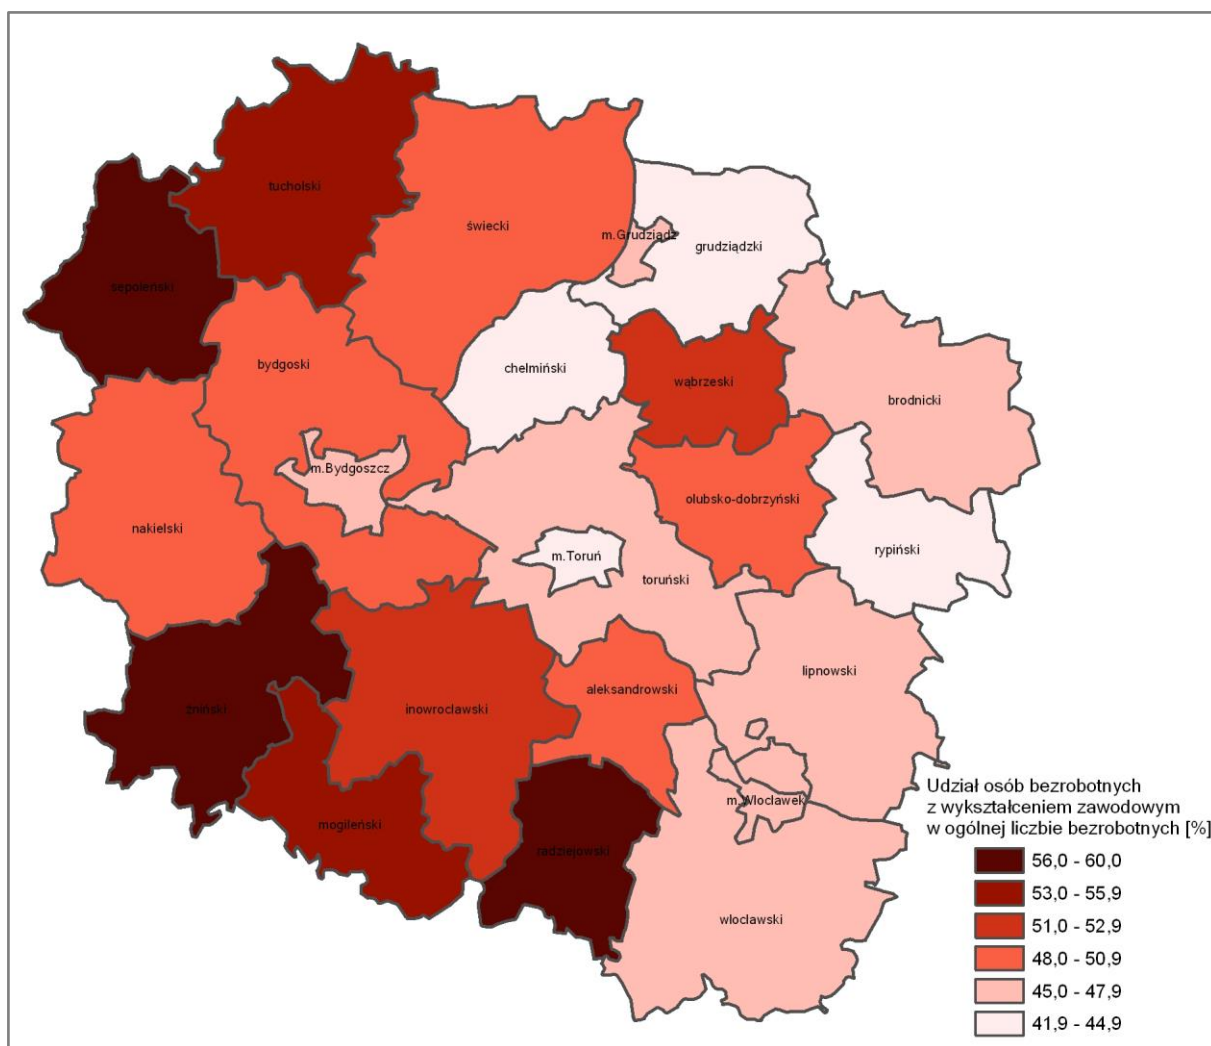 tucholski
świecki
m.Grudziądz
grudziądzki
sępoleński
bydgoski
chełmiński
wąbrzeski
brodnicki
m.Bydgoszcz
olubsko-dobrzyński
nakielski
m.Toruń
rypiński
toruński
lipnowski
aleksandrowski
żniński
inowrocławski
Udział osób bezrobotnych
z wykształceniem zawodowym
w ogólnej liczbie bezrobotnych [%]
m.Włocławek
mogileński
radziejowski
włocławski
56,0 - 60,0
53,0 - 55,9
51,0 - 52,9
48,0 - 50,9
45,0 - 47,9
41,9 - 44,9